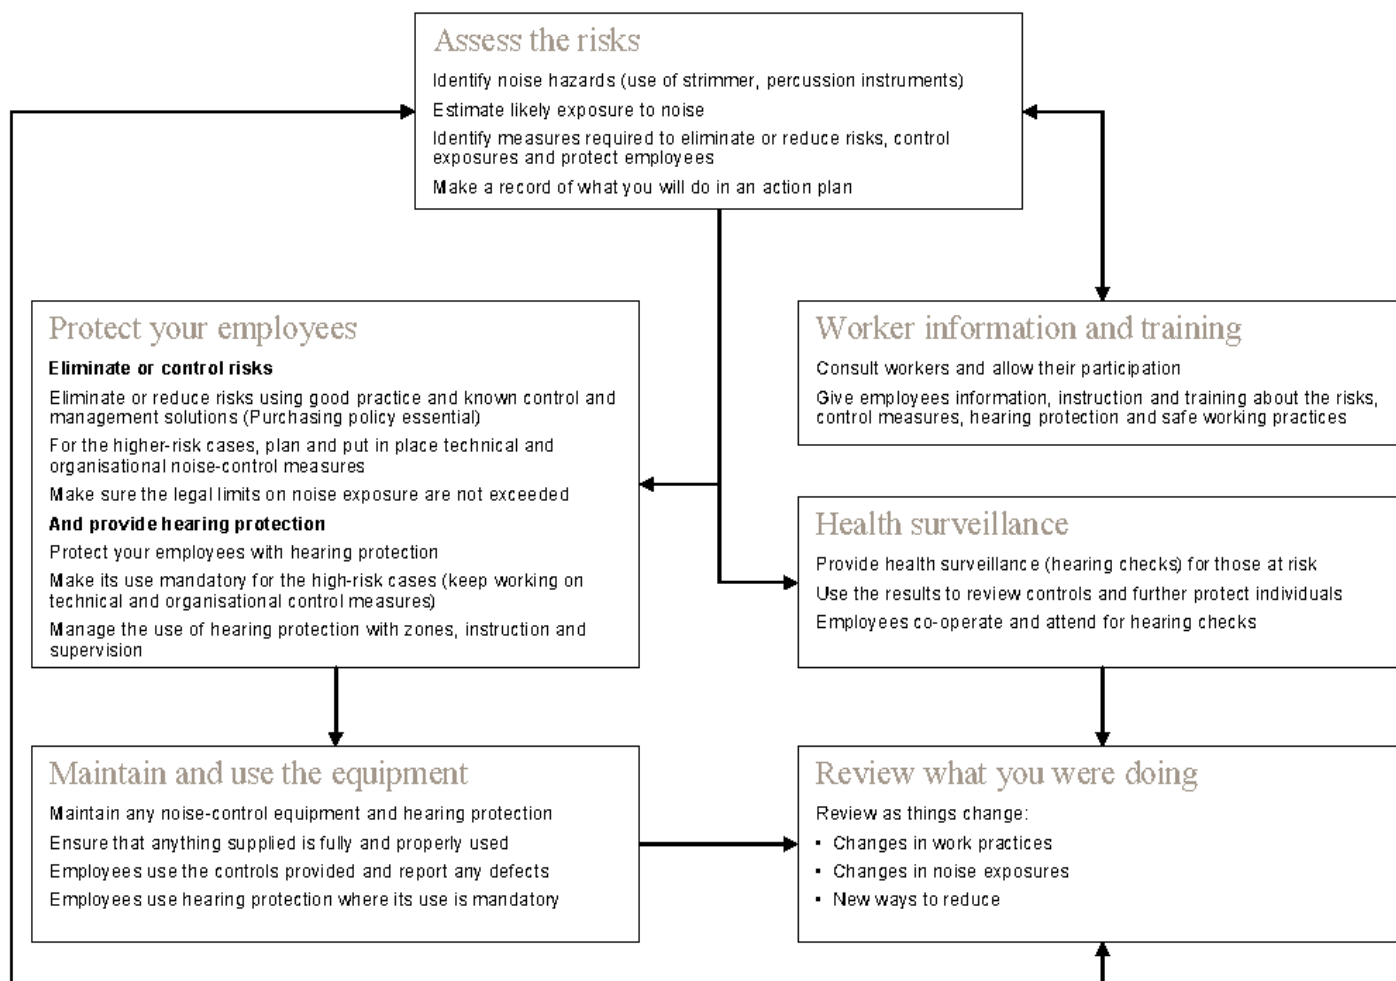 Assess the risks
Identify noise hazards (use of strimmer, percussion instruments)
Estimate likely exposure to noise
Identify measures required to eliminate or reduce risks, control
exposures and protect employees
Make a record of what you will do in an action plan
Protect your employees
Eliminate or control risks
Eliminate or reduce risks using good practice and known control and
management solutions (Purchasing policy essential)
For the higher-risk cases, plan and put in place technical and
organisational noise-control measures
Make sure the legal limits on noise exposure are not exceeded
And provide hearing protection
Protect your employees with hearing protection
Make its use mandatory for the high-risk cases (keep working on
technical and organisational control measures)
Manage the use of hearing protection with zones, instruction and
supervision
Worker information and training
Consult workers and allow their participation
Give employees information, instruction and training about the risks,
control measures, hearing protection and safe working practices
Health surveillance
Provide health surveillance (hearing checks) for those at risk
Use the results to review controls and further protect individuals
Employees co-operate and attend for hearing checks
Maintain and use the equipment
Maintain any noise-control equipment and hearing protection
Ensure that anything supplied is fully and properly used
Employees use the controls provided and report any defects
Employees use hearing protection where its use is mandatory
Review what you were doing
Review as things change:
▪ Changes in work practices
▪ Changes in noise exposures
▪ New ways to reduce